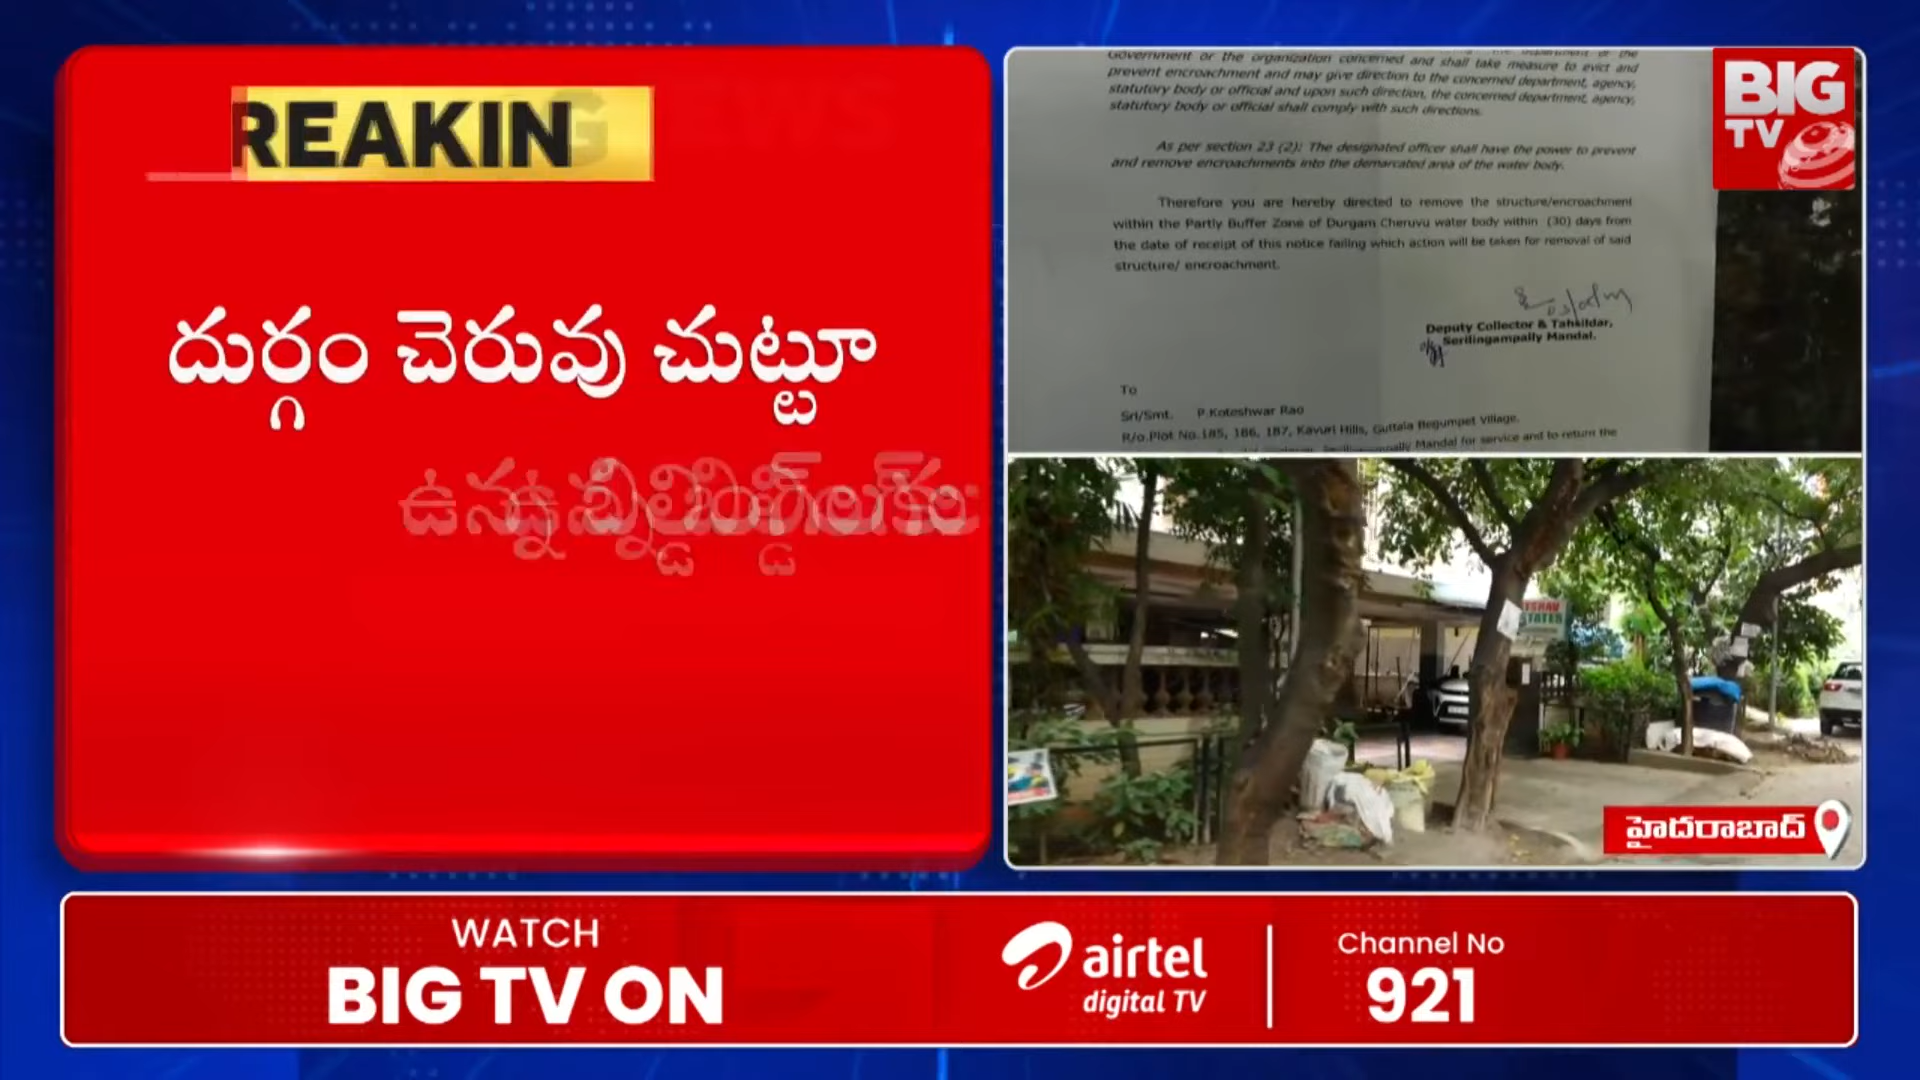 REAKIN
దుర్గం చెరువు చుట్టూ
Government or the organization concerned and shall take measure to evict and
prevent encroachment and may give direction to the concerned department, agency,
statutory body or official and upon such direction, the concerned department, agency,
statutory body or official shall comply with such directions.
As per section 23 (2): The designated officer shall have the power to prevent
and remove encroachments into the demarcated area of the water body.
Therefore you are hereby directed to remove the structure/encroachment
within the Partly Buffer Zone of Durgam Cheruvu water body within (30) days from
the date of receipt of this notice failing which action will be taken for removal of said
structure/ encroachment.
Deputy Collector & Tahsildar,
Serilingampally Mandal.
To
Sri/Smt. P.Koteshwar Rao
R/o.Plot No.185, 186, 187, Kavuri Hills, Guttala Begumpet Village.
Mandal for service and to return the
BIG
TV
హైదరాబాద్
WATCH
BIG TV ON
airtel
digital TV
Channel No
921